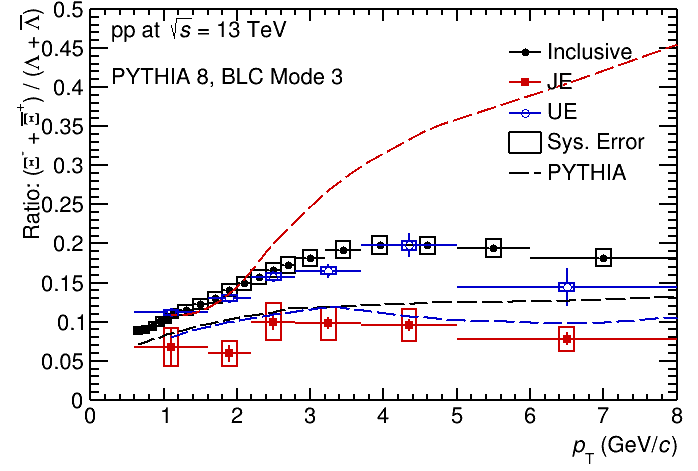 pp at √s = 13 TeV
PYTHIA 8, BLC Mode 3
Inclusive
JE
UE
Sys. Error
PYTHIA
Ratio: (Ξ⁻ + Ξ̅⁺) / (Λ + Λ̅)
0.5
0.45
0.4
0.35
0.3
0.25
0.2
0.15
0.1
0.05
0
0 1 2 3 4 5 6 7 8
p_T (GeV/c)